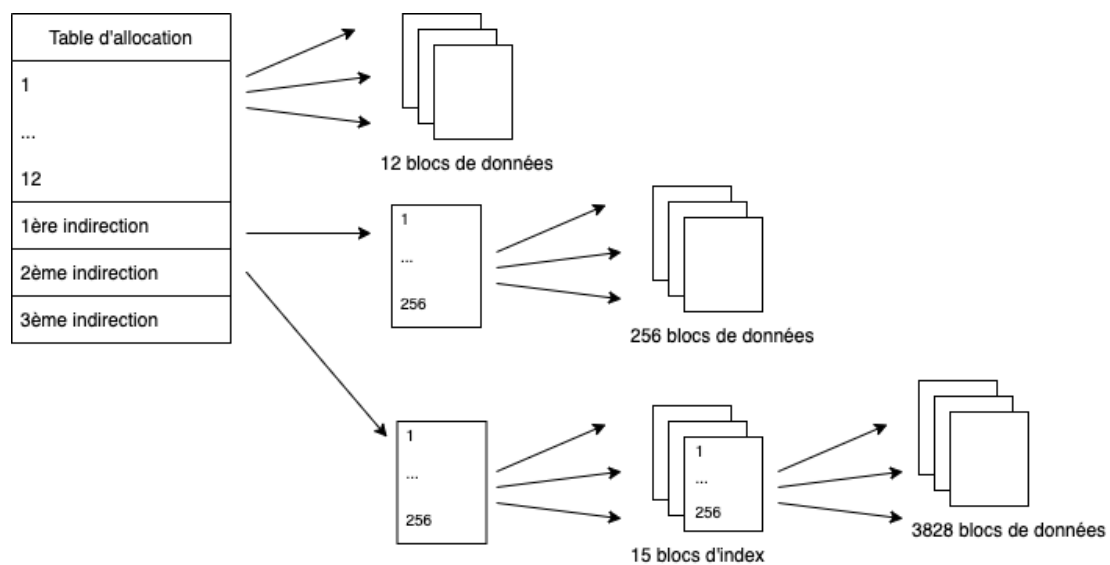 Table d'allocation
1
...
12
1ère indirection
2ème indirection
3ème indirection
12 blocs de données
1
...
256
256 blocs de données
1
...
256
1
...
256
15 blocs d'index
3828 blocs de données